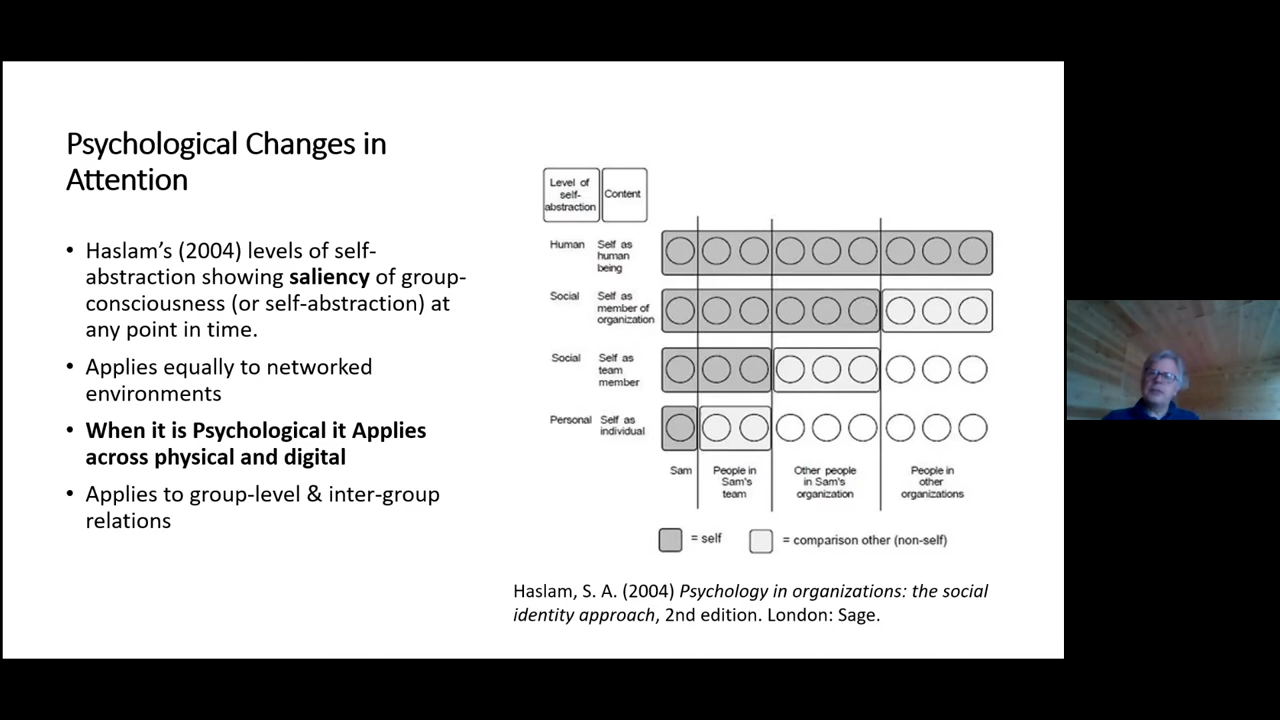 Psychological Changes in
Attention
• Haslam’s (2004) levels of self-
abstraction showing saliency of group-
consciousness (or self-abstraction) at
any point in time.
• Applies equally to networked
environments
• When it is Psychological it Applies
across physical and digital
• Applies to group-level & inter-group
relations
Level of
self-
abstraction
Content
Human
Self as
human
being
Social
Self as
member of
organization
Social
Self as
team
member
Personal
Self as
individual
Sam
People in
Sam's
team
Other people
in Sam's
organization
People in
other
organizations
= self
= comparison other (non-self)
Haslam, S. A. (2004) Psychology in organizations: the social
identity approach, 2nd edition. London: Sage.